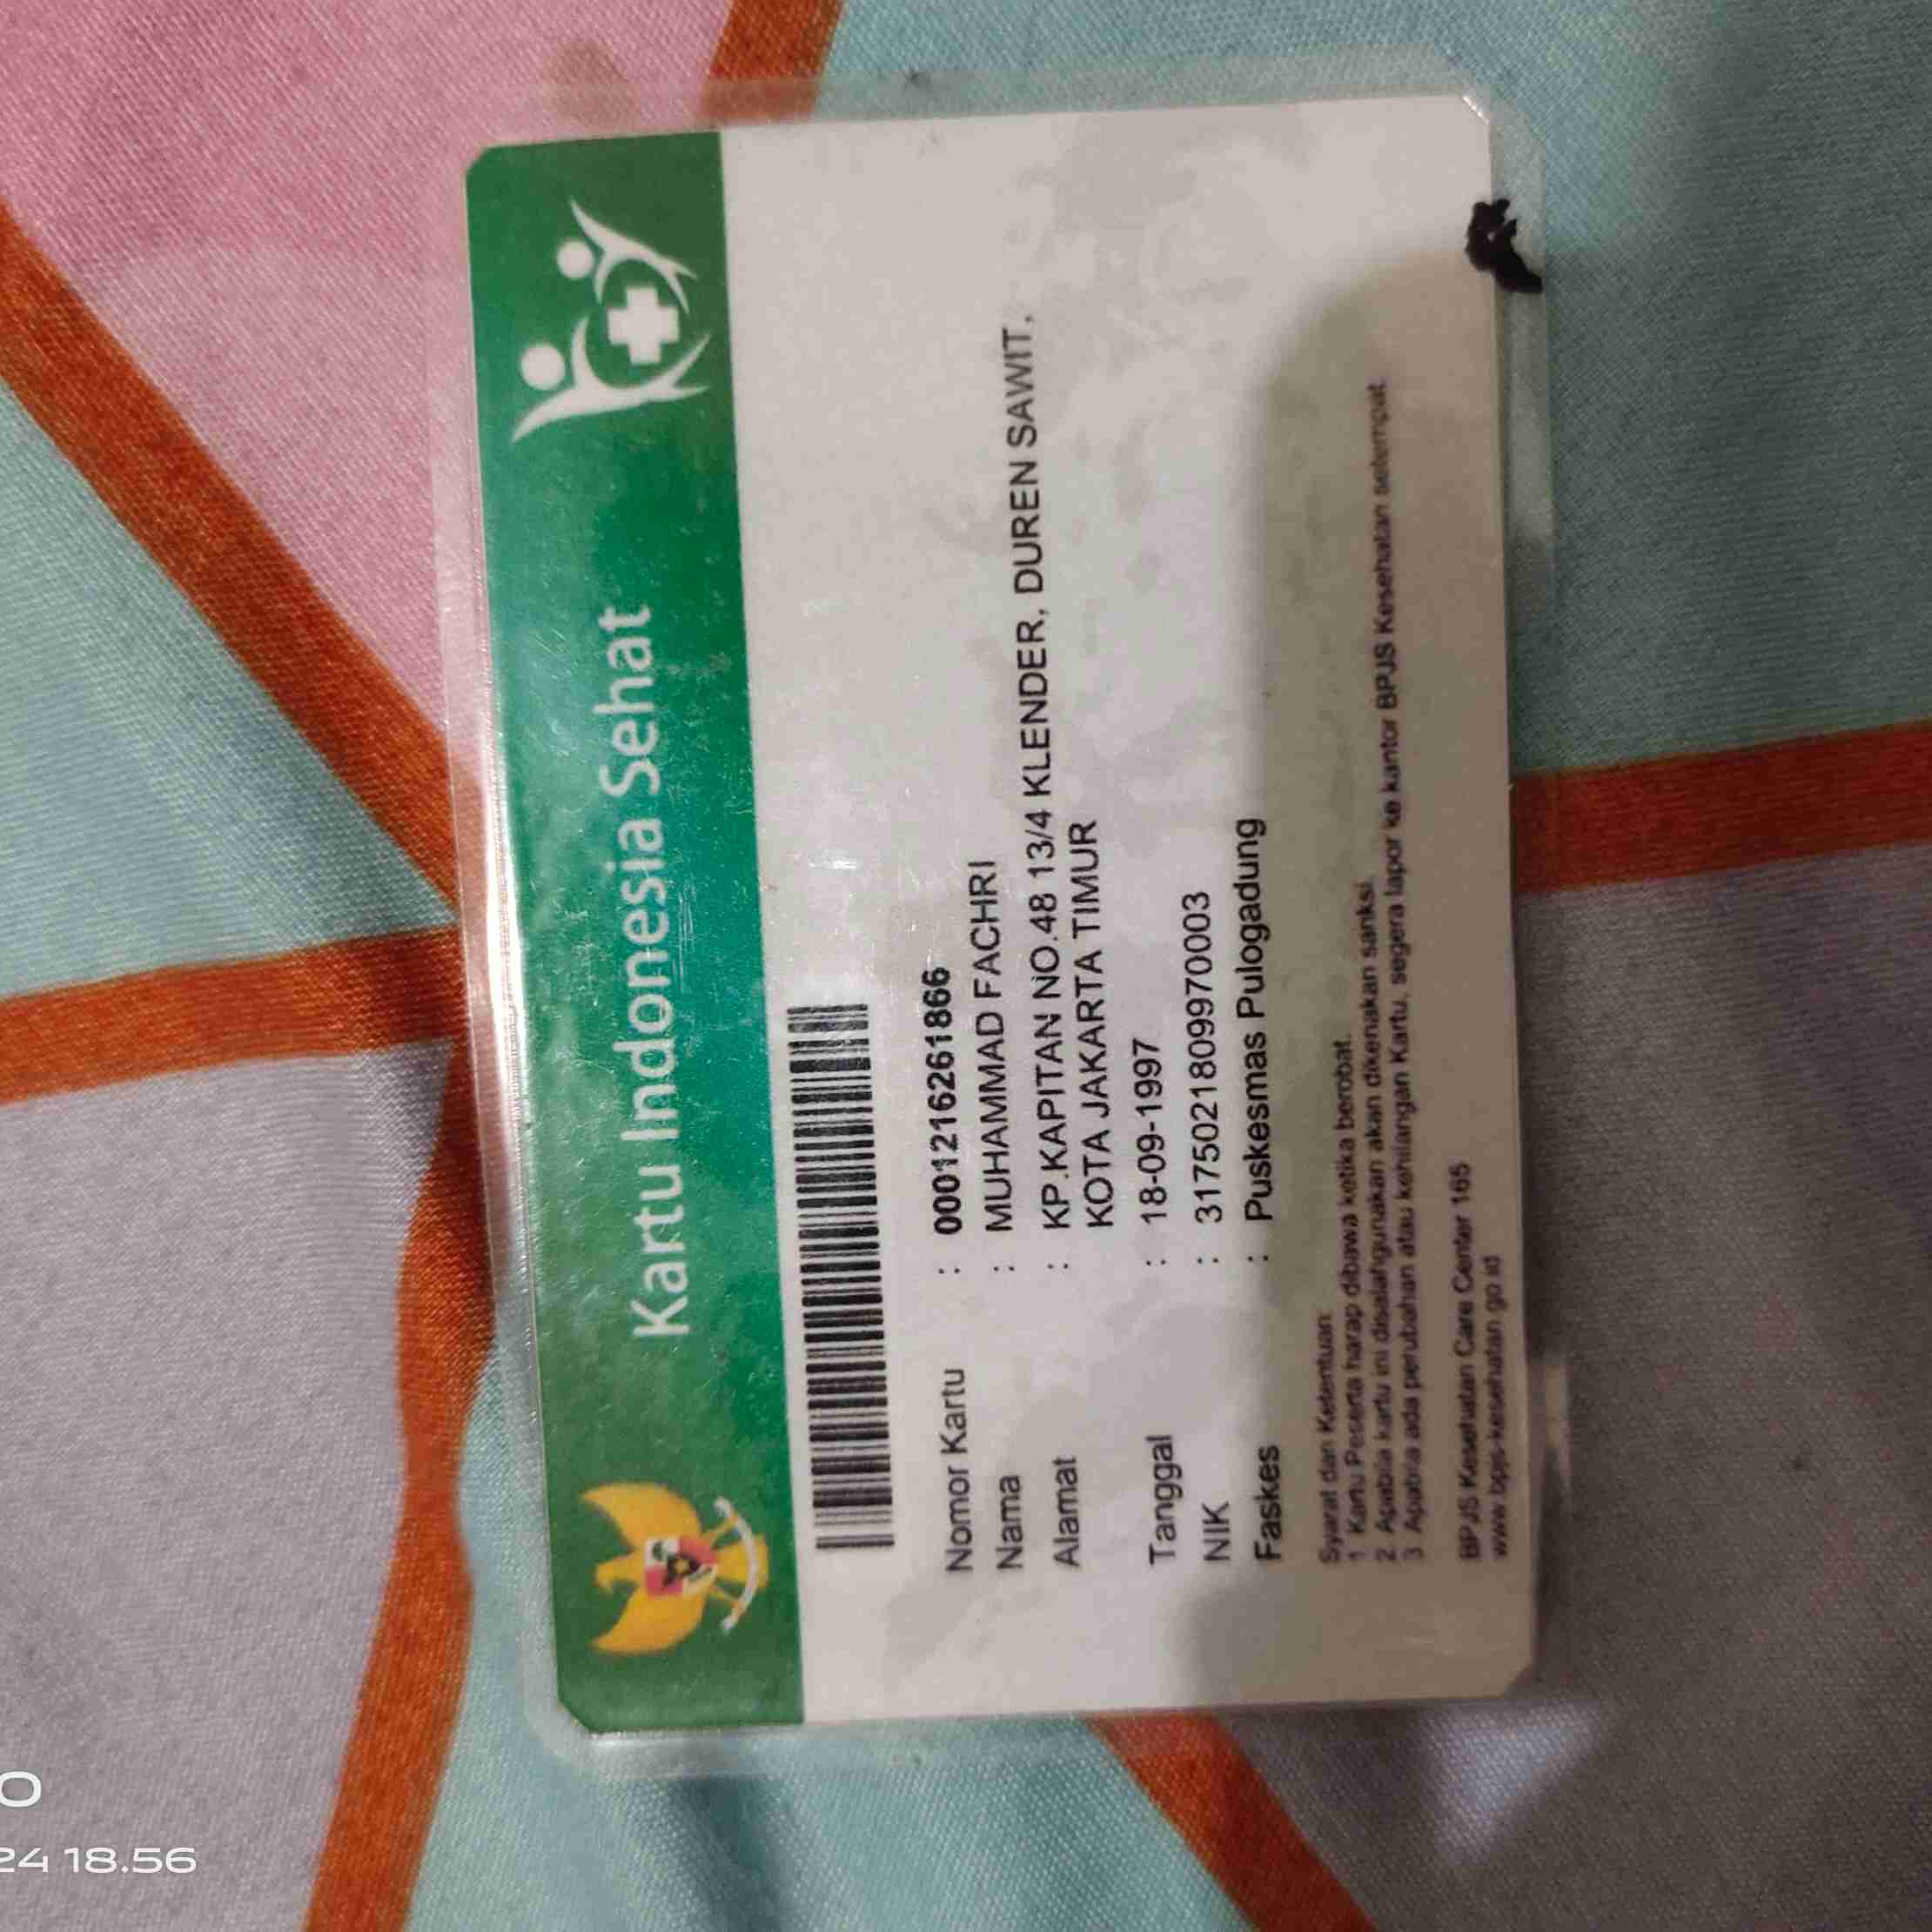 Kartu Indonesia Sehat
Nomor Kartu : 0001216261866
Nama : MUHAMMAD FACHRI
Alamat : KP.KAPITAN NO.48 13/4 KLENDER, DUREN SAWIT,
KOTA JAKARTA TIMUR
Tanggal : 18-09-1997
NIK : 3175021809970003
Faskes : Puskesmas Pulogadung
Syarat dan Ketentuan:
1 Kartu Peserta harap dibawa ketika berobat.
2 Apabila kartu ini disalahgunakan akan dikenakan sanksi.
3 Apabila ada perubahan atau kehilangan Kartu, segera lapor ke kantor BPJS Kesehatan setempat.
BPJS Kesehatan Care Center 165
www.bpjs-kesehatan.go.id
O
24 18.56